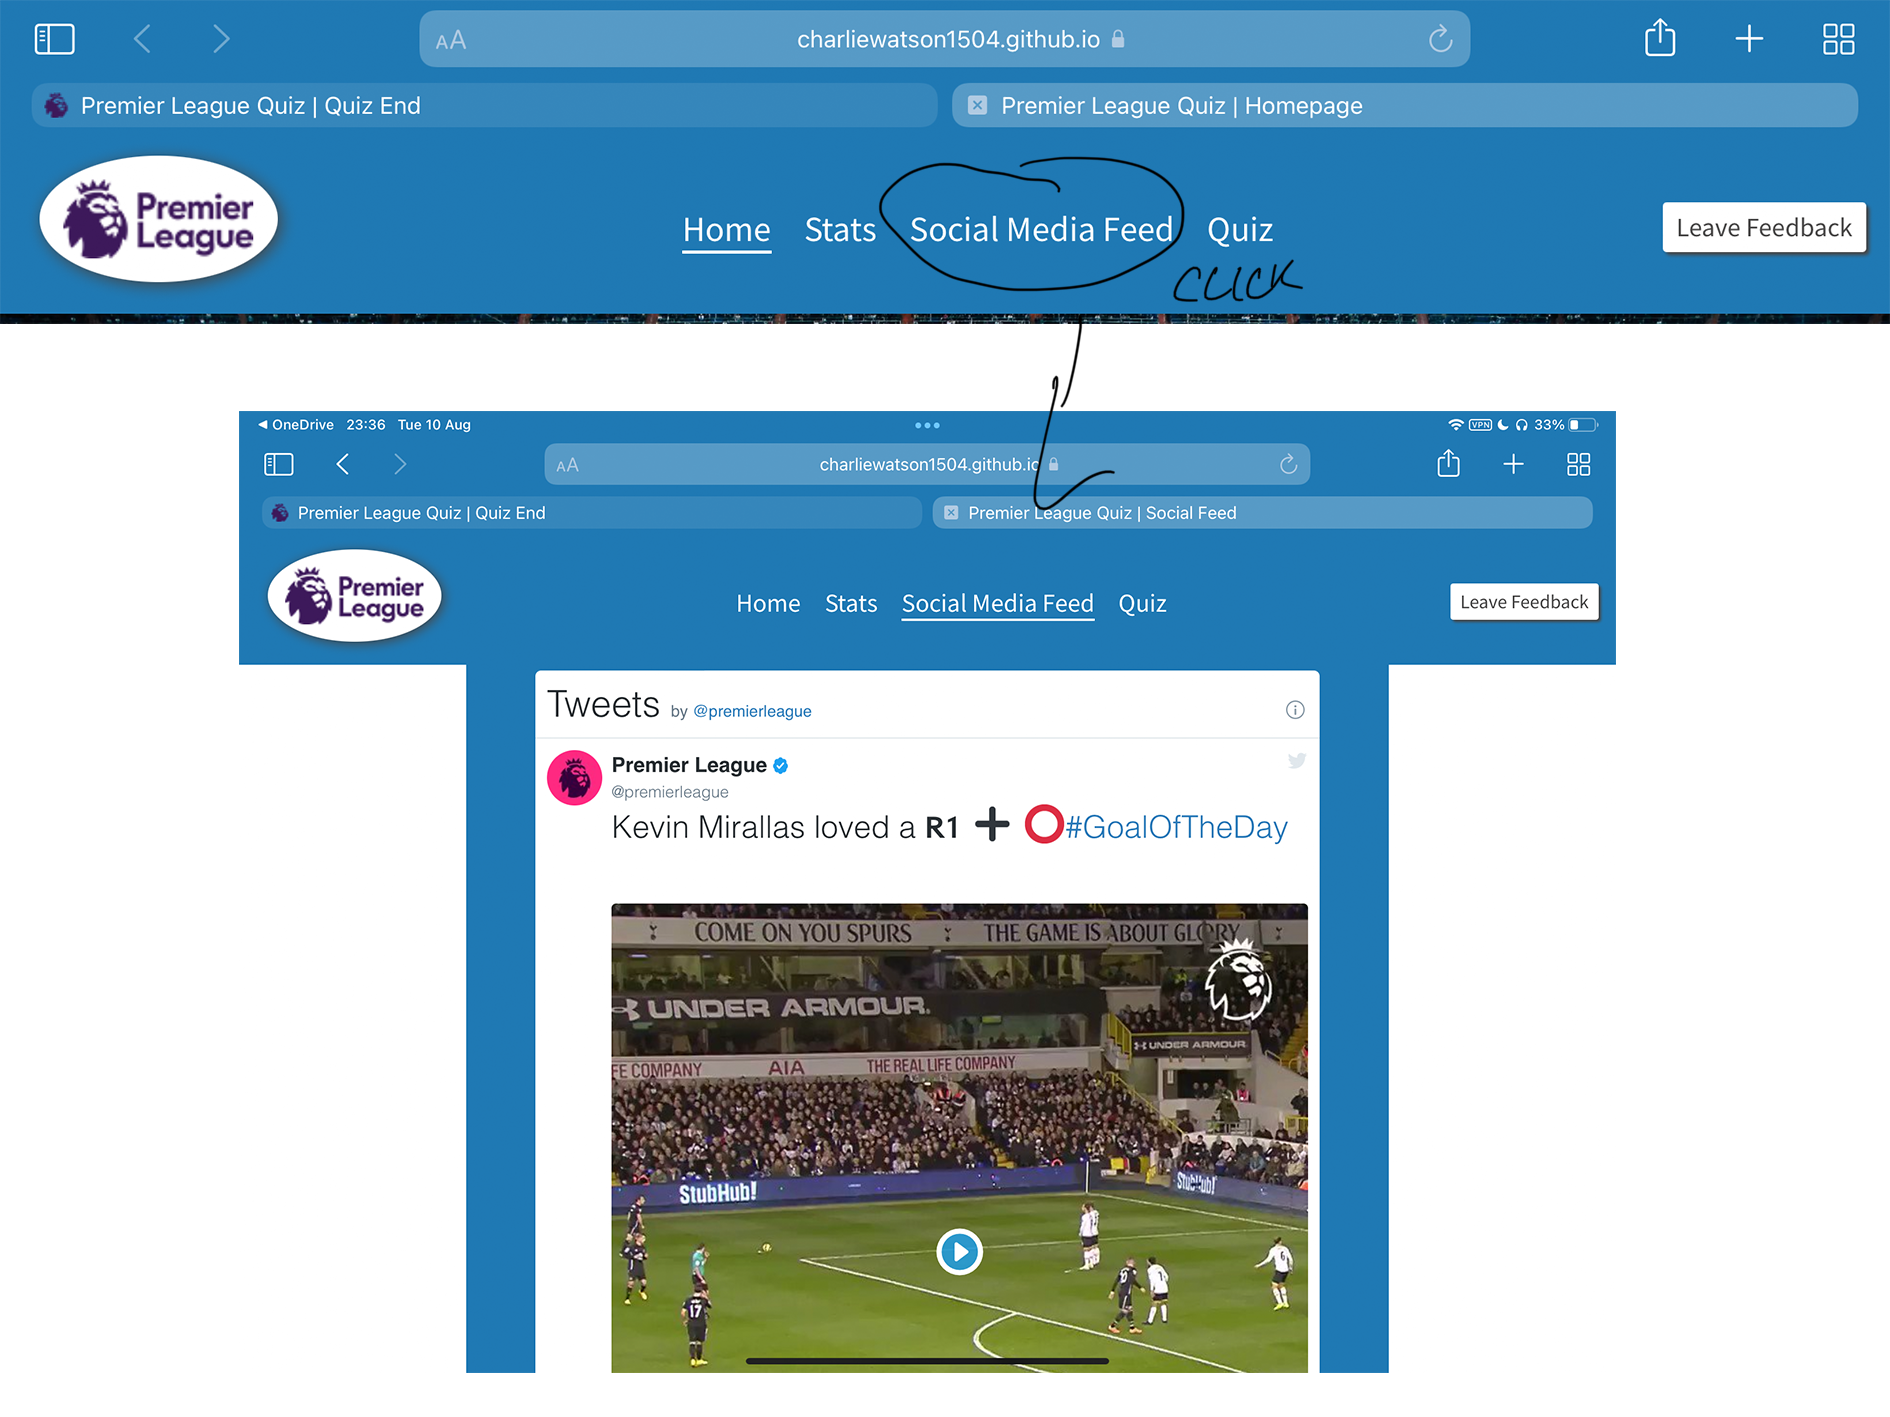 AA charliewatson1504.github.io
Premier League Quiz | Quiz End
Premier League Quiz | Homepage
Premier
League
Home Stats Social Media Feed Quiz
Leave Feedback
CLICK
OneDrive 23:36 Tue 10 Aug
VPN 33%
AA charliewatson1504.github.io
Premier League Quiz | Quiz End
Premier League Quiz | Social Feed
Premier
League
Home Stats Social Media Feed Quiz
Leave Feedback
Tweets by @premierleague
Premier League
@premierleague
Kevin Mirallas loved a R1 ➕ ⭕#GoalOfTheDay
COME ON YOU SPURS THE GAME IS ABOUT GLORY
UNDER ARMOUR.
UNDER ARMOUR
FE COMPANY AIA THE REAL LIFE COMPANY
StubHub!
StubHub!
6
17